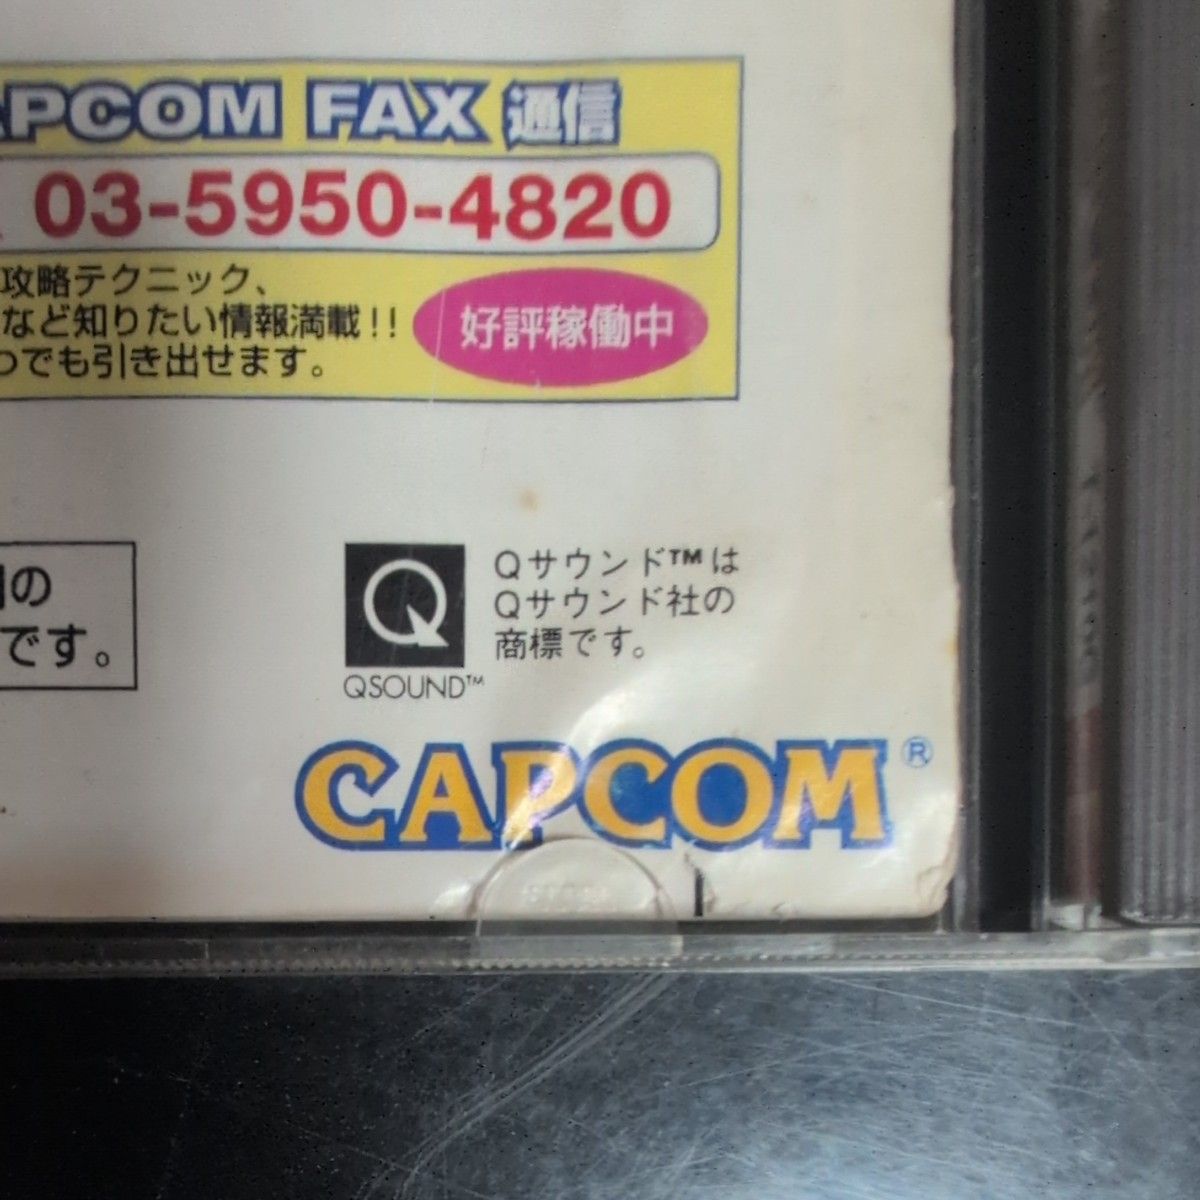 CAPCOM FAX 通信
03-5950-4820
攻略テクニック、
など知りたい情報満載!!
つでも引き出せます。
好評稼働中
の
です。
Q
QSOUND™
Qサウンド™は
Qサウンド社の
商標です。
CAPCOM®